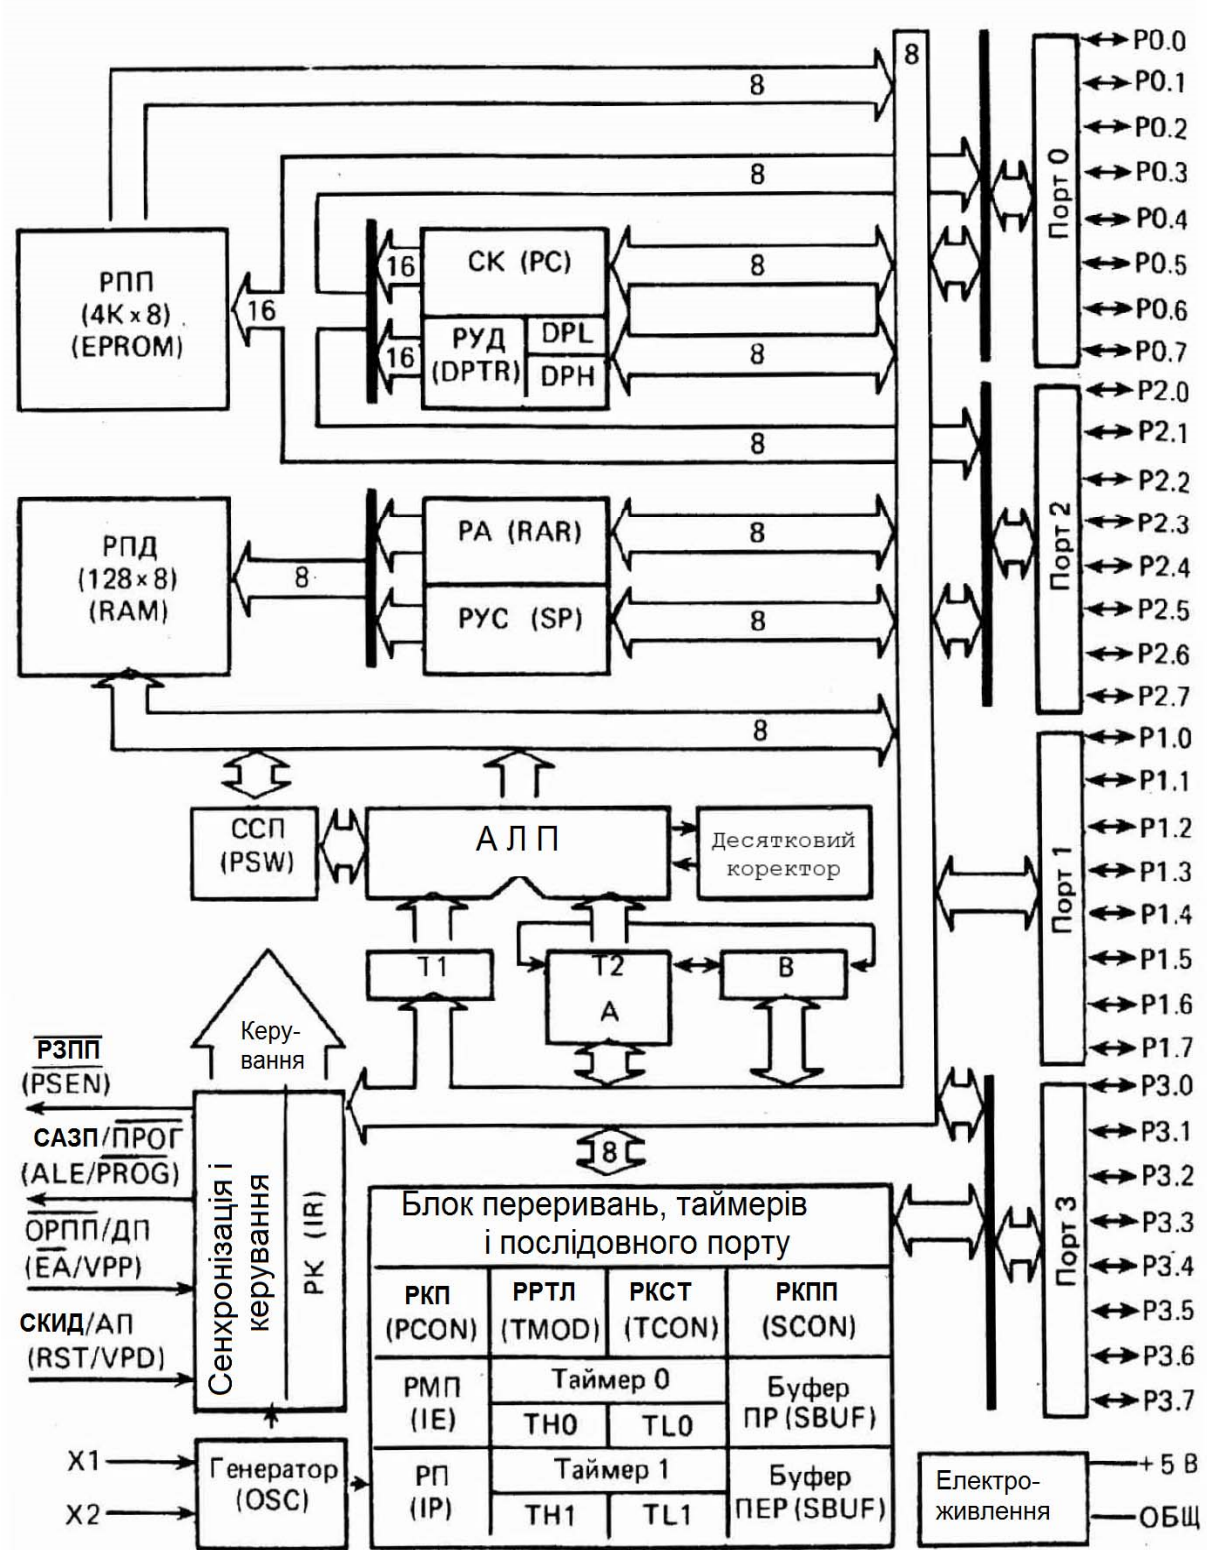 8
8
8
РПП
(4К×8)
(EPROM)
16
16
СК (PC)
8
16
РУД
(DPTR)
DPL
DPH
8
8
Порт 0
P0.0
P0.1
P0.2
P0.3
P0.4
P0.5
P0.6
P0.7
РПД
(128×8)
(RAM)
8
РА (RAR)
8
РУС (SP)
8
8
Порт 2
P2.0
P2.1
P2.2
P2.3
P2.4
P2.5
P2.6
P2.7
ССП
(PSW)
А Л П
Десятковий
коректор
Т1
Т2
А
В
Порт 1
P1.0
P1.1
P1.2
P1.3
P1.4
P1.5
P1.6
P1.7
Керу-
вання
РЗПП
(PSEN)
САЗП/ПРОГ
(ALE/PROG)
ОРПП/ДП
(EA/VPP)
СКИД/АП
(RST/VPD)
Сенхронізація і
керування
РК (IR)
8
Блок переривань, таймерів
і послідовного порту
РКП
(PCON)
РРТЛ
(TMOD)
РКСТ
(TCON)
РКПП
(SCON)
РМП
(IE)
Таймер 0
TH0
TL0
Буфер
ПР (SBUF)
РП
(IP)
Таймер 1
TH1
TL1
Буфер
ПЕР (SBUF)
Порт 3
P3.0
P3.1
P3.2
P3.3
P3.4
P3.5
P3.6
P3.7
X1
X2
Генератор
(OSC)
Електро-
живлення
+ 5 В
ОБЩ